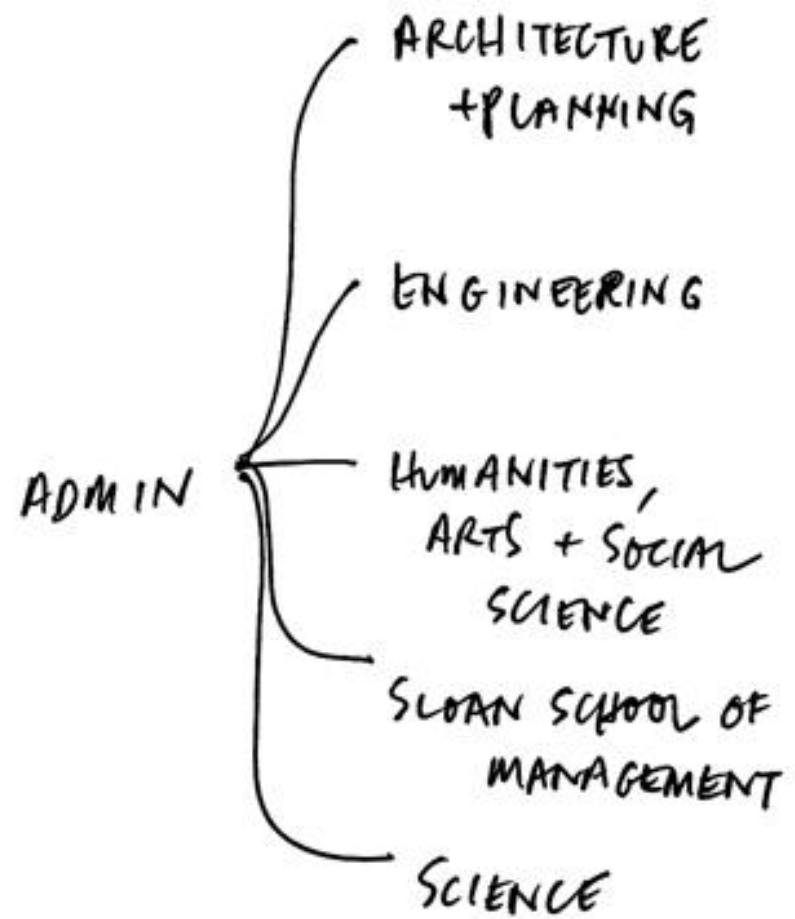 ARCHITECTURE
+PLANNING
ENGINEERING
ADMIN
HUMANITIES,
ARTS + SOCIAL
SCIENCE
SLOAN SCHOOL OF
MANAGEMENT
SCIENCE